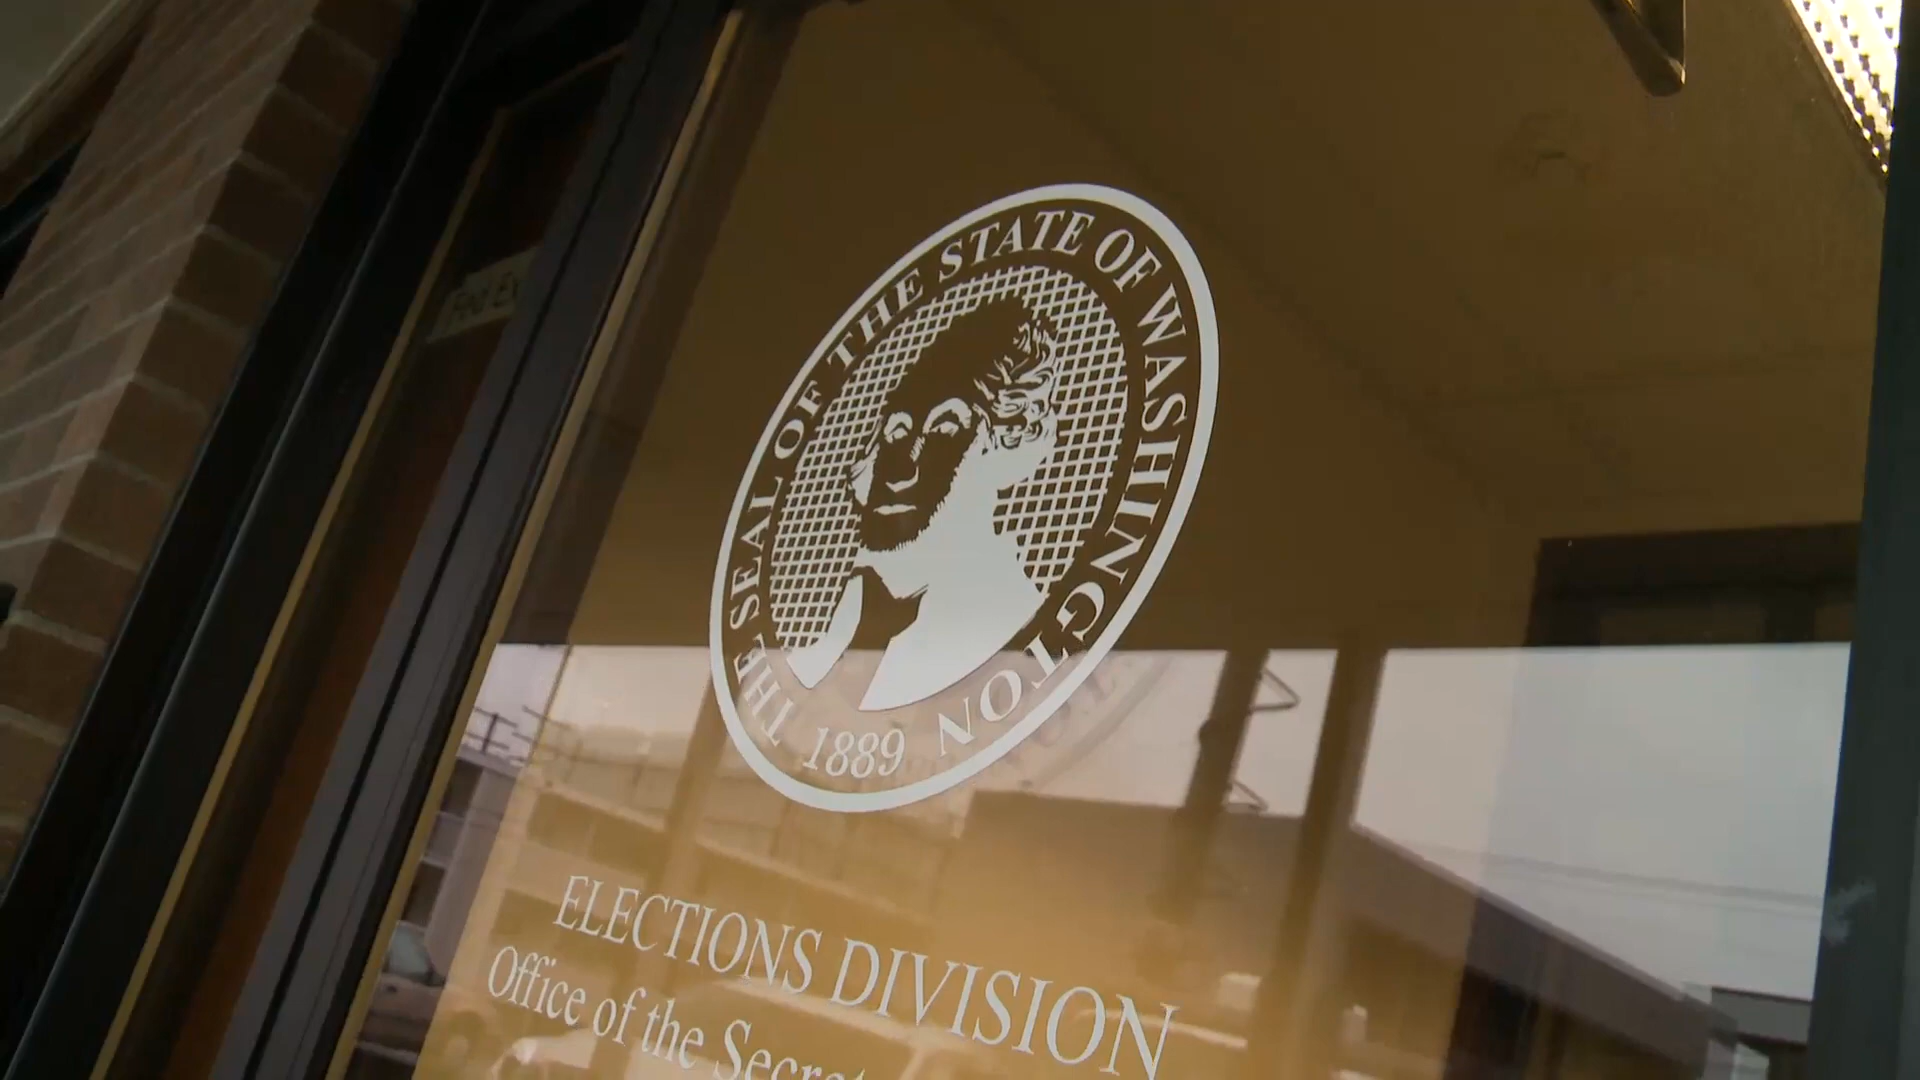 THE SEAL OF THE STATE OF WASHINGTON
1889
ELECTIONS DIVISION
Office of the